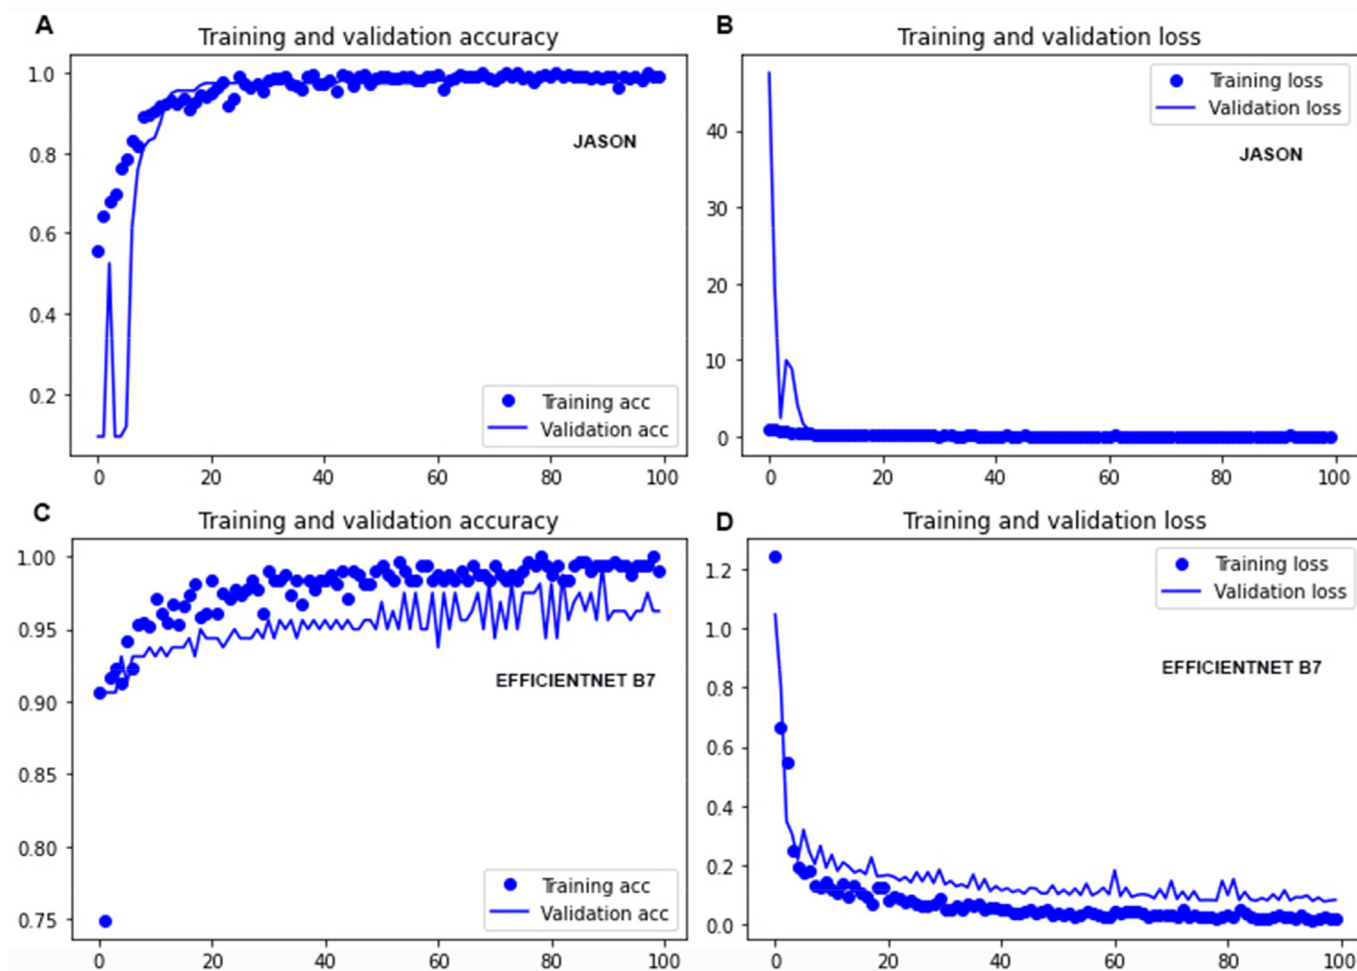 A
Training and validation accuracy
1.0
0.8
0.6
0.4
0.2
JASON
Training acc
Validation acc
0 20 40 60 80 100
B
Training and validation loss
40
30
20
10
0
Training loss
Validation loss
JASON
0 20 40 60 80 100
C
Training and validation accuracy
1.00
0.95
0.90
0.85
0.80
0.75
EFFICIENTNET B7
Training acc
Validation acc
0 20 40 60 80 100
D
Training and validation loss
1.2
1.0
0.8
0.6
0.4
0.2
0.0
Training loss
Validation loss
EFFICIENTNET B7
0 20 40 60 80 100